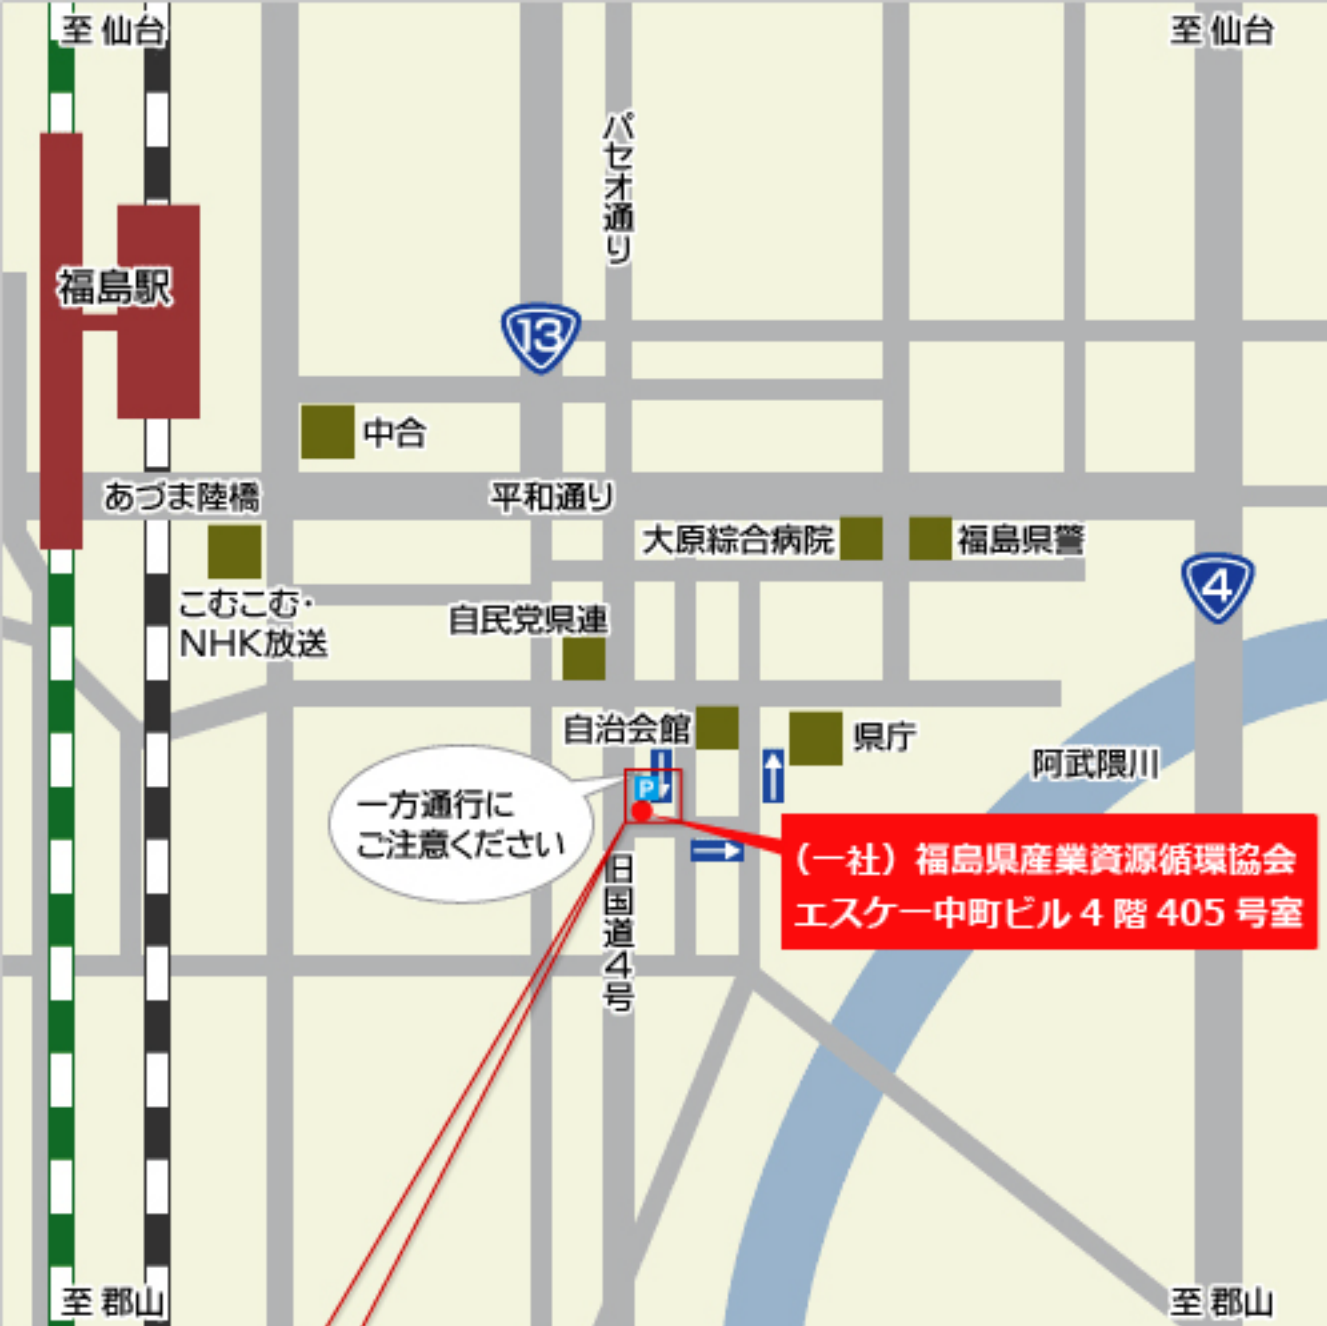 至 仙台
至 仙台
パセオ通り
福島駅
13
中合
あづま陸橋
平和通り
大原綜合病院
福島県警
4
こむこむ・
NHK放送
自民党県連
自治会館
県庁
阿武隈川
P
一方通行に
ご注意ください
(一社)福島県産業資源循環協会
エスケー中町ビル4階405号室
旧国道4号
至 郡山
至 郡山